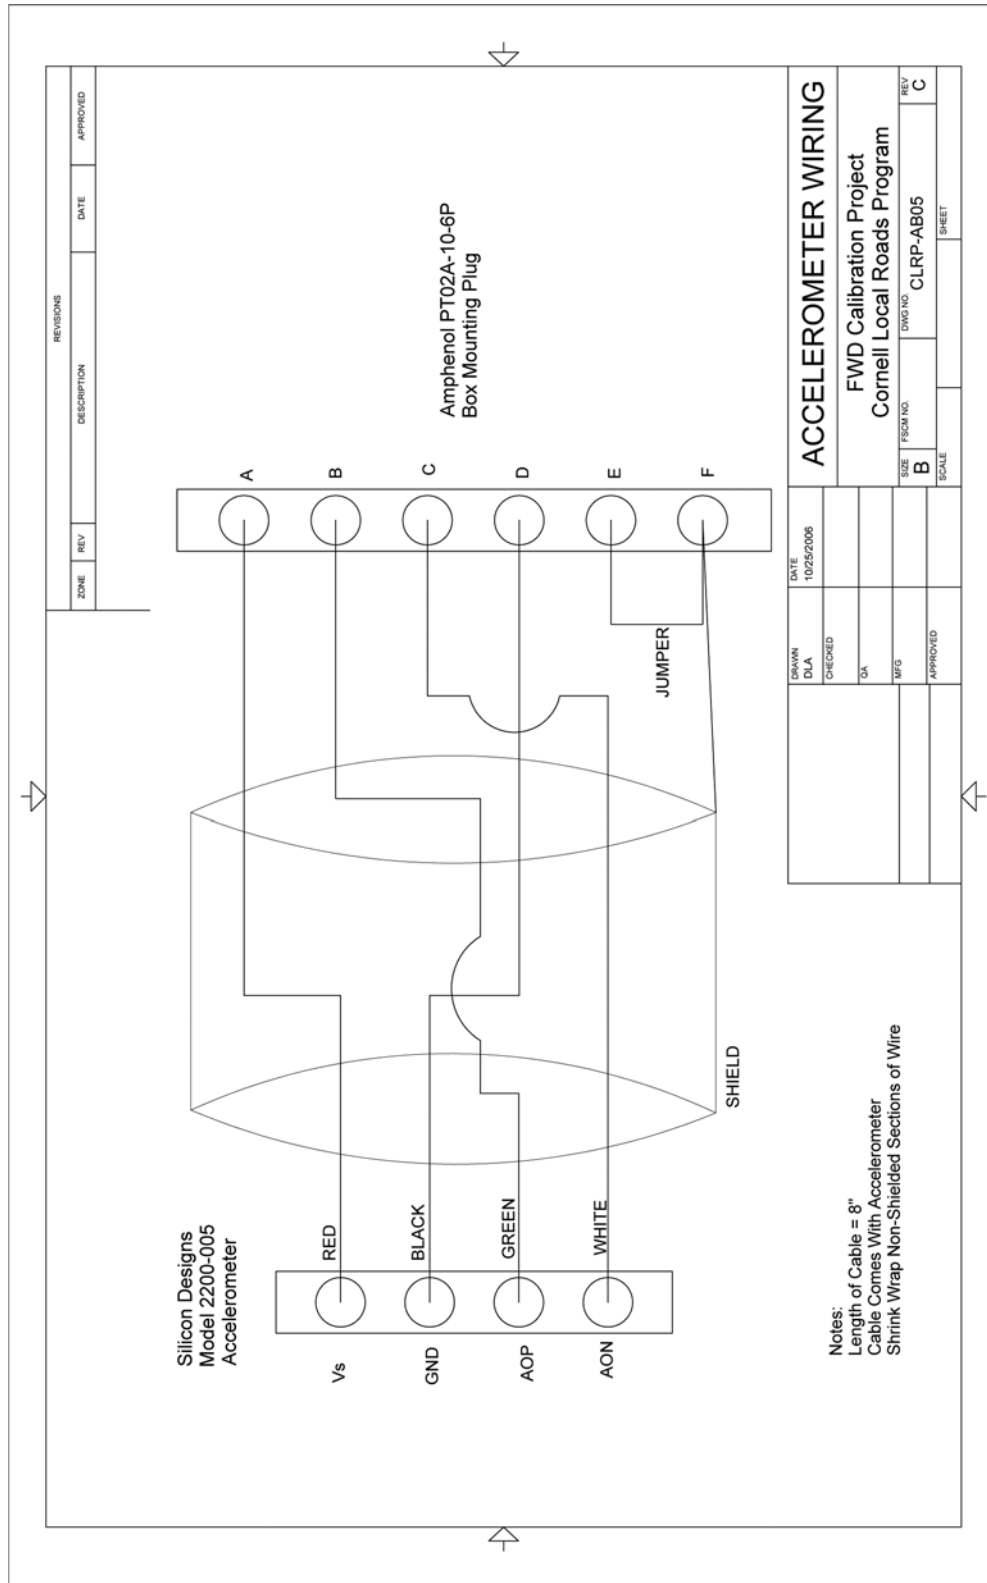 REVISIONS
ZONE
REV
DESCRIPTION
DATE
APPROVED
Silicon Designs
Model 2200-005
Accelerometer
Vs
GND
AOP
AON
RED
BLACK
GREEN
WHITE
SHIELD
JUMPER
A
B
C
D
E
F
Amphenol PT02A-10-6P
Box Mounting Plug
Notes:
Length of Cable = 8"
Cable Comes With Accelerometer
Shrink Wrap Non-Shielded Sections of Wire
DRAWN
DLA
DATE
10/25/2006
CHECKED
QA
MFG
APPROVED
ACCELEROMETER WIRING
FWD Calibration Project
Cornell Local Roads Program
SIZE
B
FSCM NO.
DWG NO.
CLRP-AB05
REV
C
SCALE
SHEET